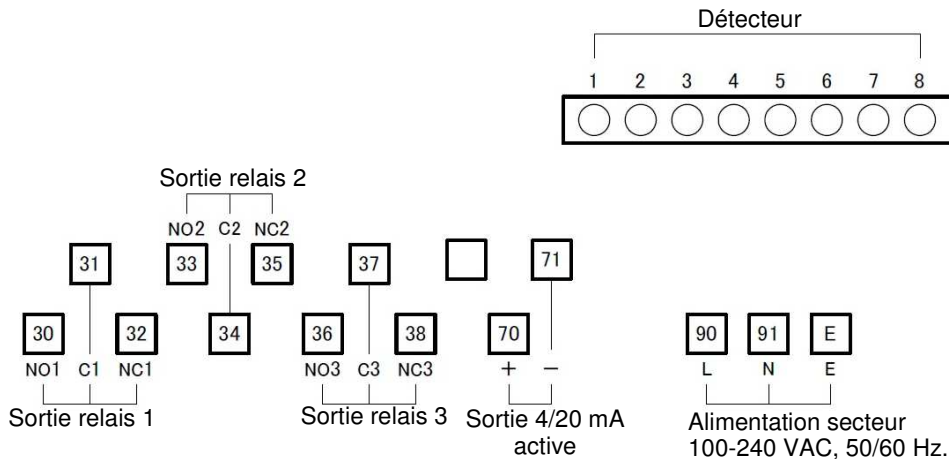 Détecteur
1 2 3 4 5 6 7 8
Sortie relais 2
NO2 C2 NC2
31 33 35 37 71
30 32 34 36 38 70 90 91 E
NO1 C1 NC1 NO3 C3 NC3 + − L N E
Sortie relais 1 Sortie relais 3 Sortie 4/20 mA Alimentation secteur
active 100-240 VAC, 50/60 Hz.